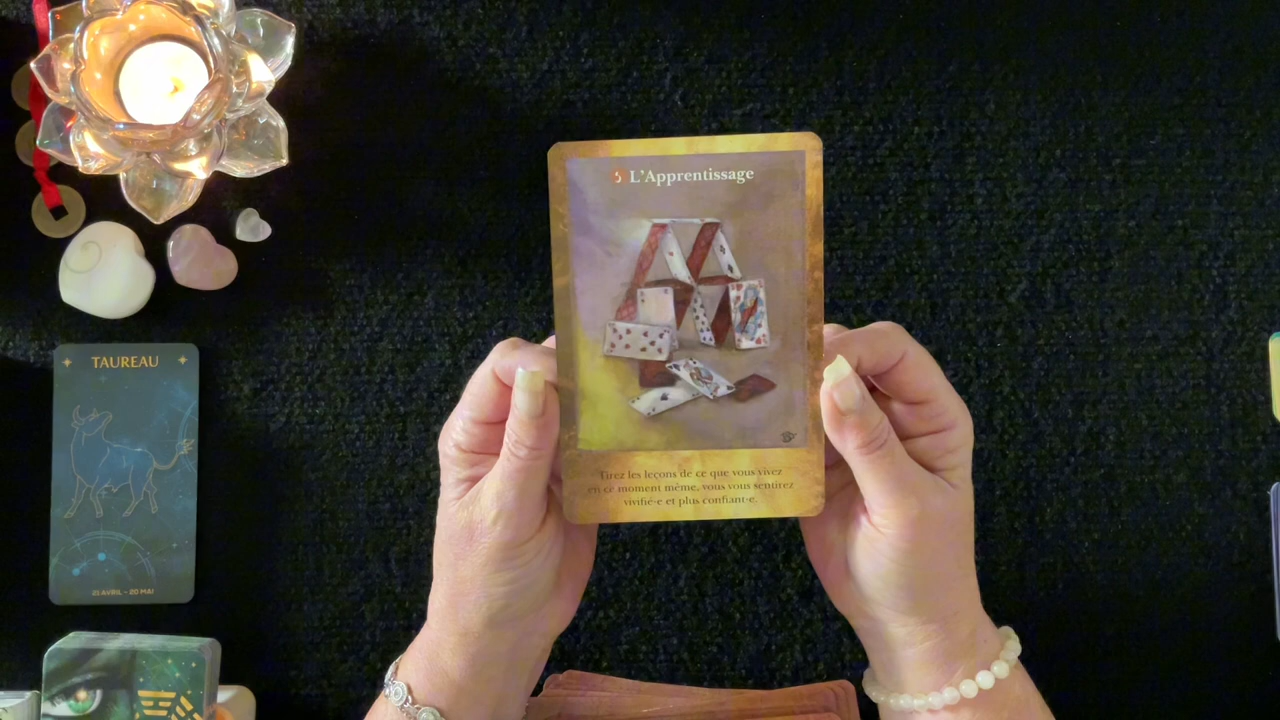 5 L'Apprentissage
Tirez les leçons de ce que vous vivez
en ce moment même, vous vous sentirez
vivifié·e et plus confiant·e.
TAUREAU
21 AVRIL - 20 MAI